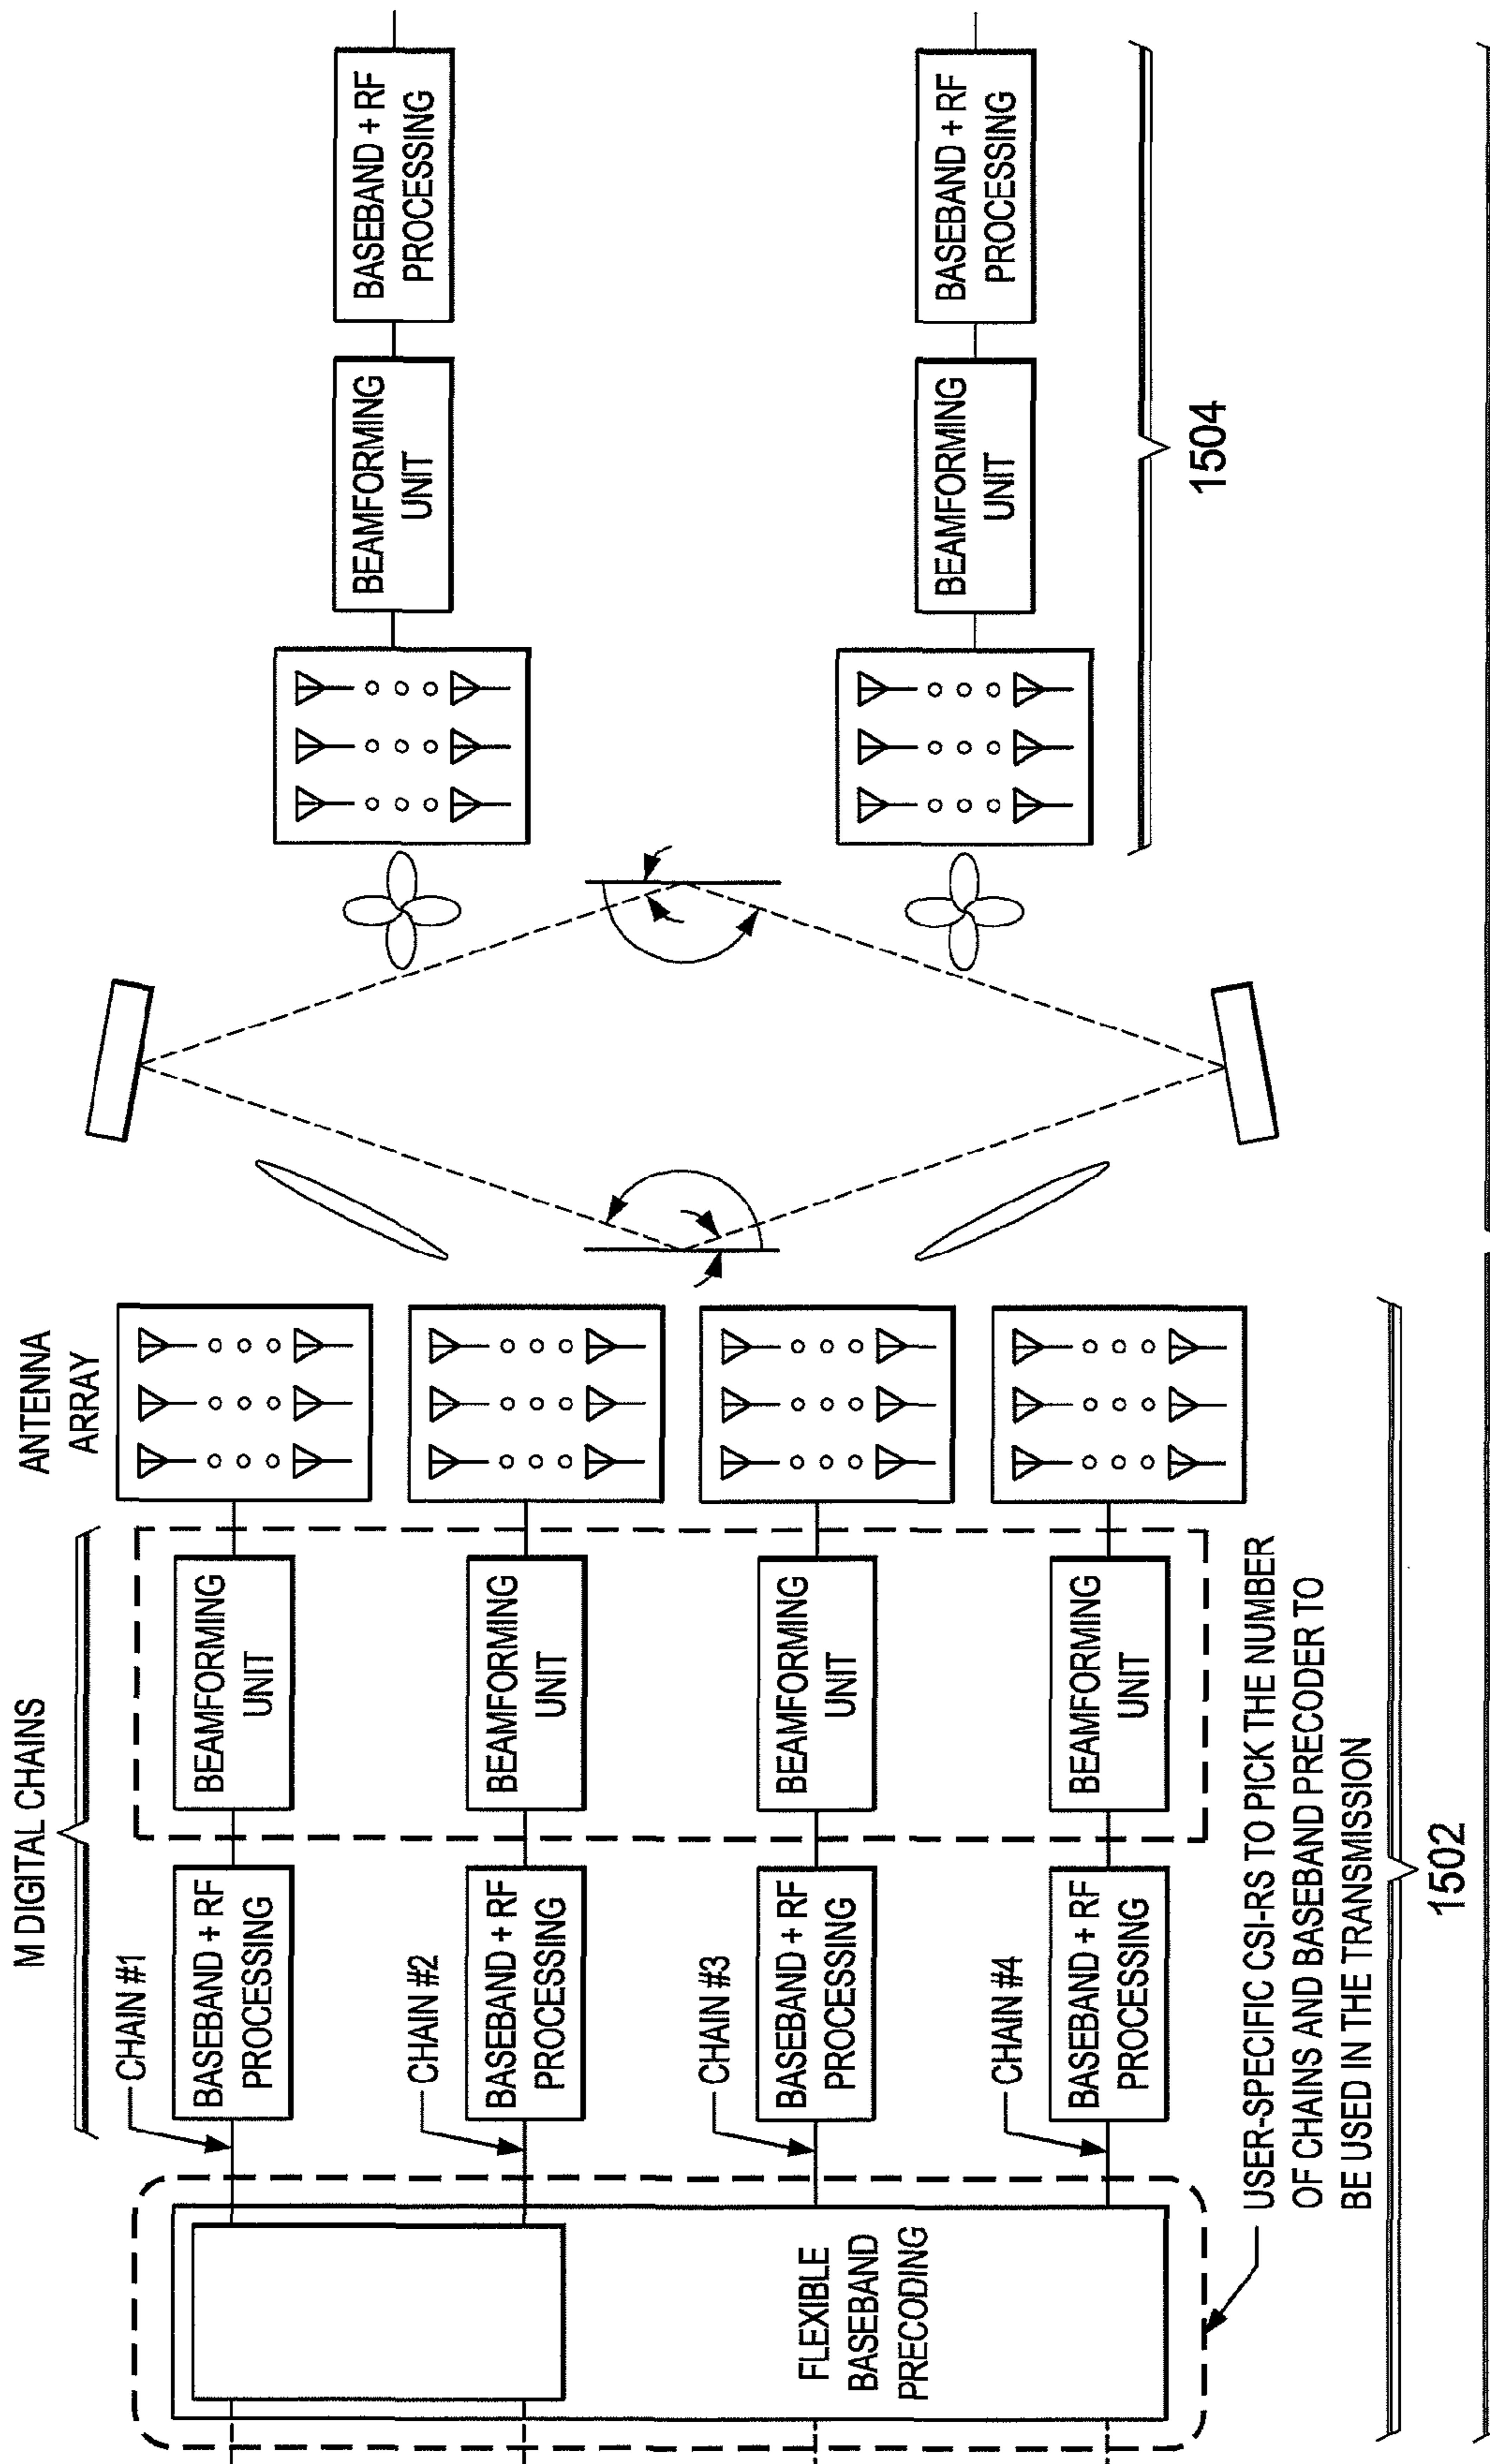 M DIGITAL CHAINS
ANTENNA
ARRAY
CHAIN #1
BASEBAND + RF
PROCESSING
BEAMFORMING
UNIT
BEAMFORMING
UNIT
BASEBAND + RF
PROCESSING
CHAIN #2
BASEBAND + RF
PROCESSING
BEAMFORMING
UNIT
CHAIN #3
BASEBAND + RF
PROCESSING
BEAMFORMING
UNIT
FLEXIBLE
BASEBAND
PRECODING
CHAIN #4
BASEBAND + RF
PROCESSING
BEAMFORMING
UNIT
BEAMFORMING
UNIT
BASEBAND + RF
PROCESSING
1504
USER-SPECIFIC CSI-RS TO PICK THE NUMBER
OF CHAINS AND BASEBAND PRECODER TO
BE USED IN THE TRANSMISSION
1502